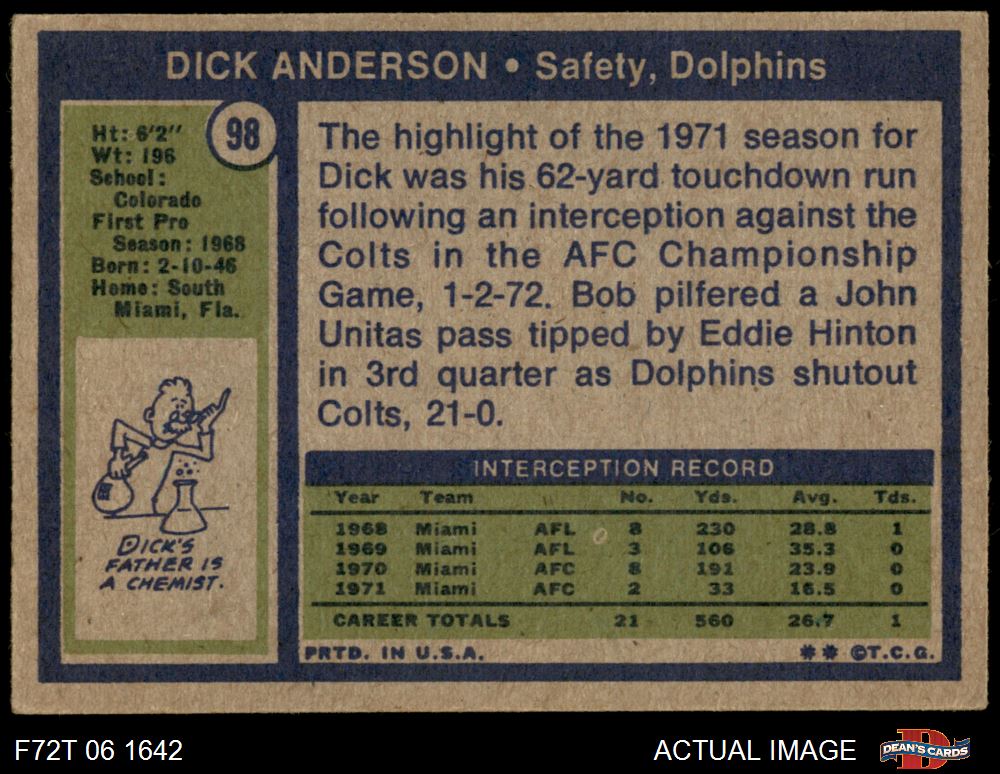 DICK ANDERSON • Safety, Dolphins
98
Ht: 6'2"
Wt: 196
School:
Colorado
First Pro
Season: 1968
Born: 2-10-46
Home: South
Miami, Fla.
DICK'S
FATHER IS
A CHEMIST.
The highlight of the 1971 season for
Dick was his 62-yard touchdown run
following an interception against the
Colts in the AFC Championship
Game, 1-2-72. Bob pilfered a John
Unitas pass tipped by Eddie Hinton
in 3rd quarter as Dolphins shutout
Colts, 21-0.
INTERCEPTION RECORD
Year Team No. Yds. Avg. Tds.
1968 Miami AFL 8 230 28.8 1
1969 Miami AFL 3 106 35.3 0
1970 Miami AFC 8 191 23.9 0
1971 Miami AFC 2 33 16.5 0
CAREER TOTALS 21 560 26.7 1
PRTD. IN U.S.A. ** ©T.C.G.
F72T 06 1642 ACTUAL IMAGE DEAN'S CARDS